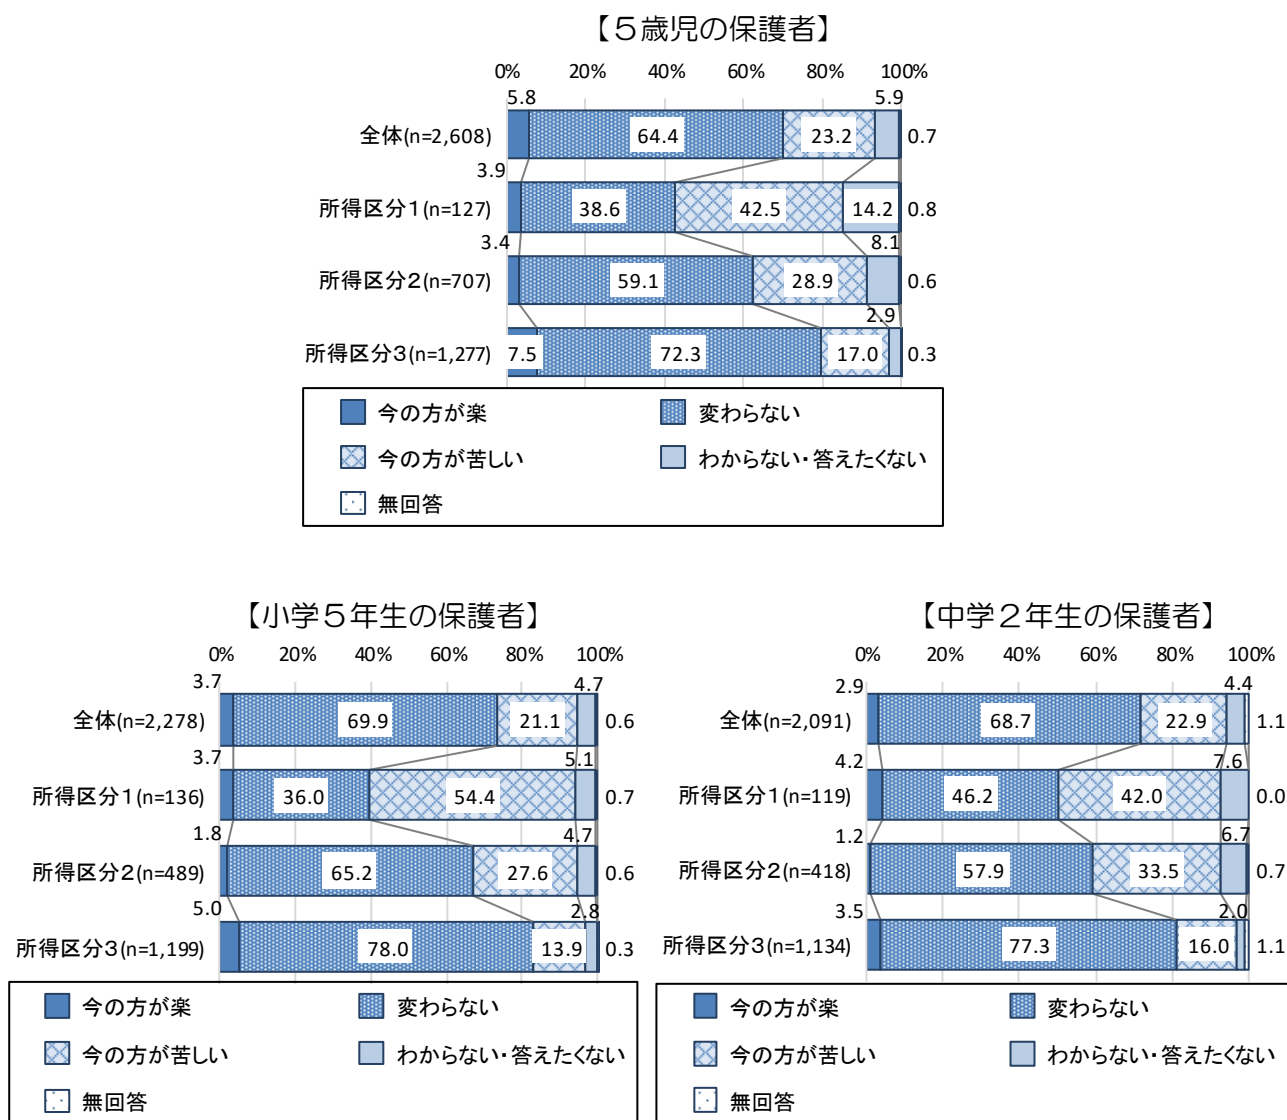 【５歳児の保護者】
0% 20% 40% 60% 80% 100%
5.8 5.9
全体(n=2,608) 64.4 23.2 0.7
3.9
所得区分１(n=127) 38.6 42.5 14.2 0.8
3.4 8.1
所得区分２(n=707) 59.1 28.9 0.6
2.9
所得区分３(n=1,277) 7.5 72.3 17.0 0.3
今の方が楽 変わらない
今の方が苦しい わからない・答えたくない
無回答
【小学５年生の保護者】
0% 20% 40% 60% 80% 100%
3.7 4.7
全体(n=2,278) 69.9 21.1 0.6
3.7 5.1
所得区分１(n=136) 36.0 54.4 0.7
1.8 4.7
所得区分２(n=489) 65.2 27.6 0.6
5.0 2.8
所得区分３(n=1,199) 78.0 13.9 0.3
今の方が楽 変わらない
今の方が苦しい わからない・答えたくない
無回答
【中学２年生の保護者】
0% 20% 40% 60% 80% 100%
2.9 4.4
全体(n=2,091) 68.7 22.9 1.1
4.2 7.6
所得区分１(n=119) 46.2 42.0 0.0
1.2 6.7
所得区分２(n=418) 57.9 33.5 0.7
3.5 2.0
所得区分３(n=1,134) 77.3 16.0 1.1
今の方が楽 変わらない
今の方が苦しい わからない・答えたくない
無回答